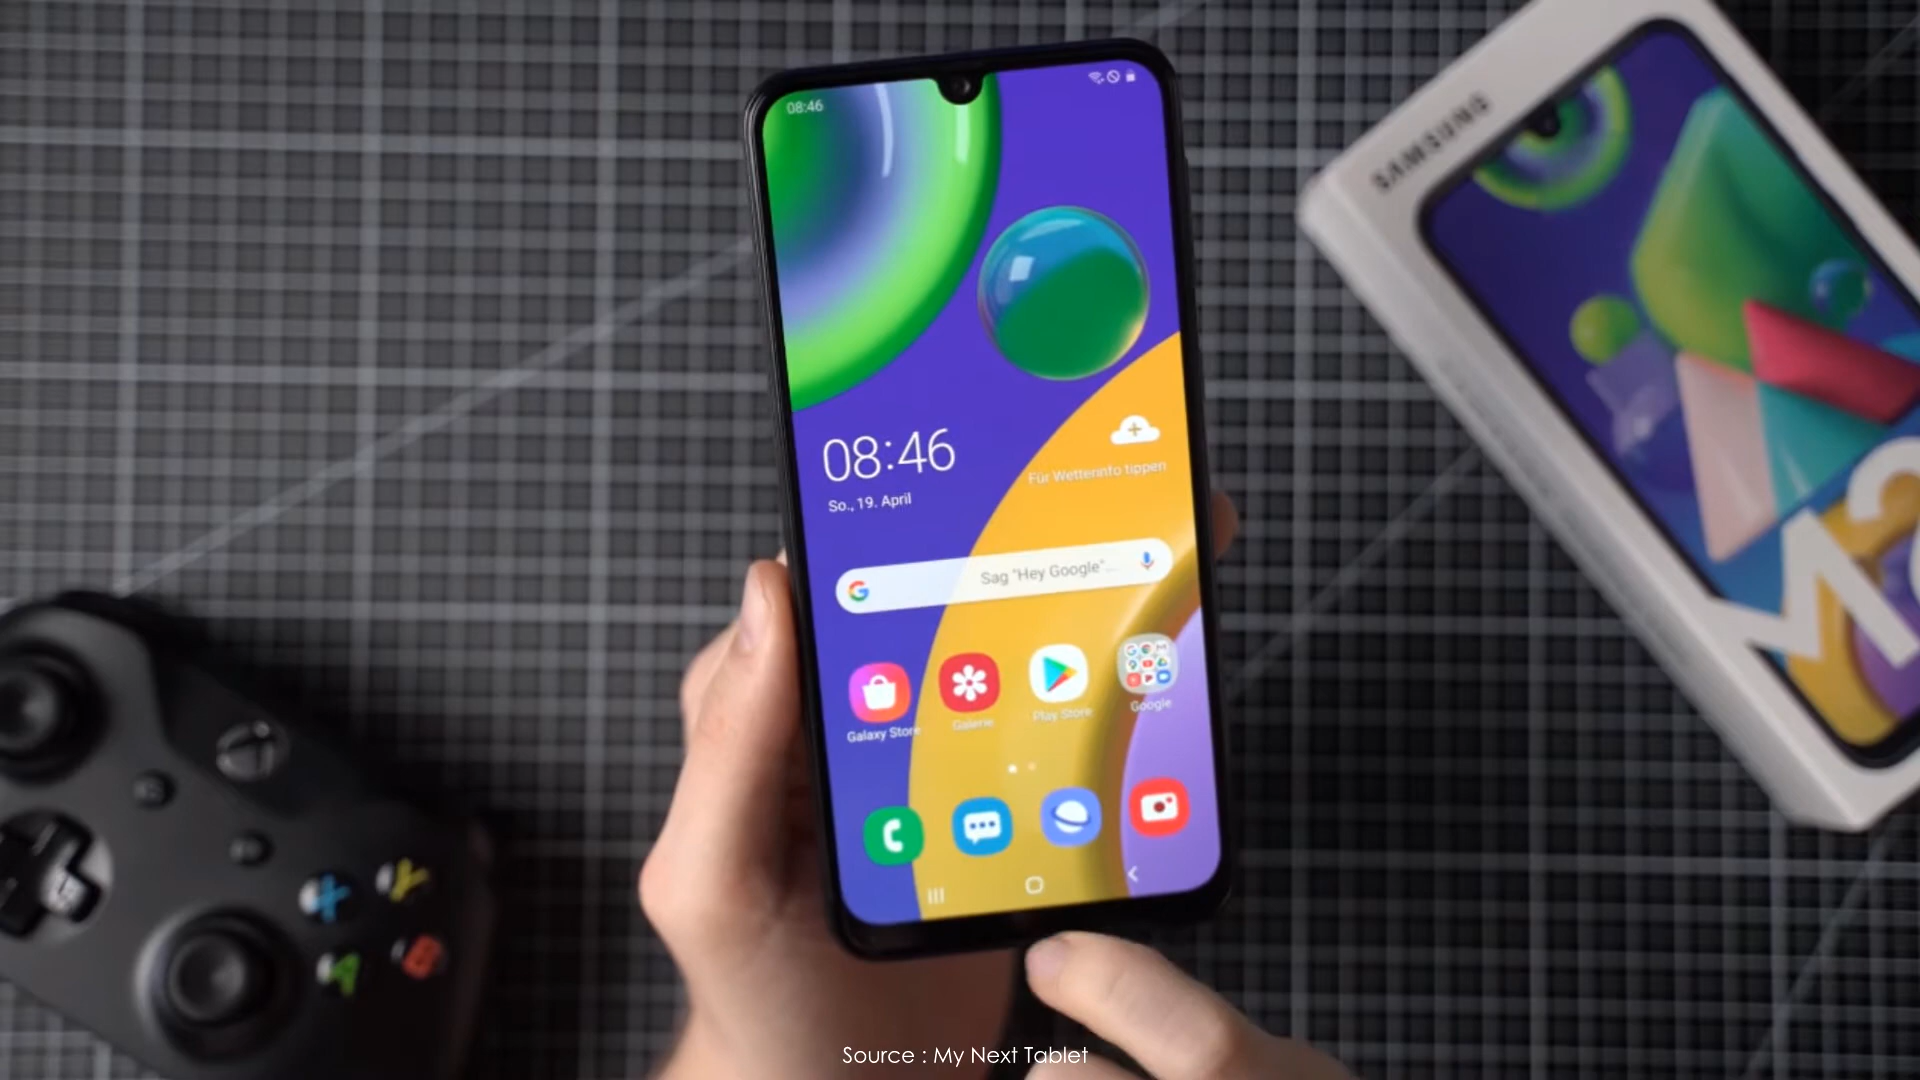 08:46
08:46
So., 19. April
Für Wetterinfo tippen
Sag "Hey Google"...
Galaxy Store
Galerie
Play Store
Google
SAMSUNG
M2
X
Y
A
B
Source : My Next Tablet